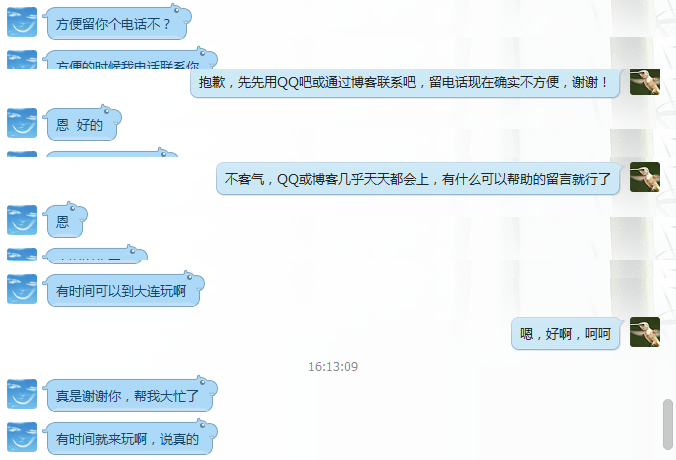 方便留你个电话不？
方便的时候我电话联系你
抱歉，先先用QQ吧或通过博客联系吧，留电话现在确实不方便，谢谢！
恩 好的
不客气，QQ或博客几乎天天都会上，有什么可以帮助的留言就行了
恩
有时间可以到大连玩啊
嗯，好啊，呵呵
16:13:09
真是谢谢你，帮我大忙了
有时间就来玩啊，说真的